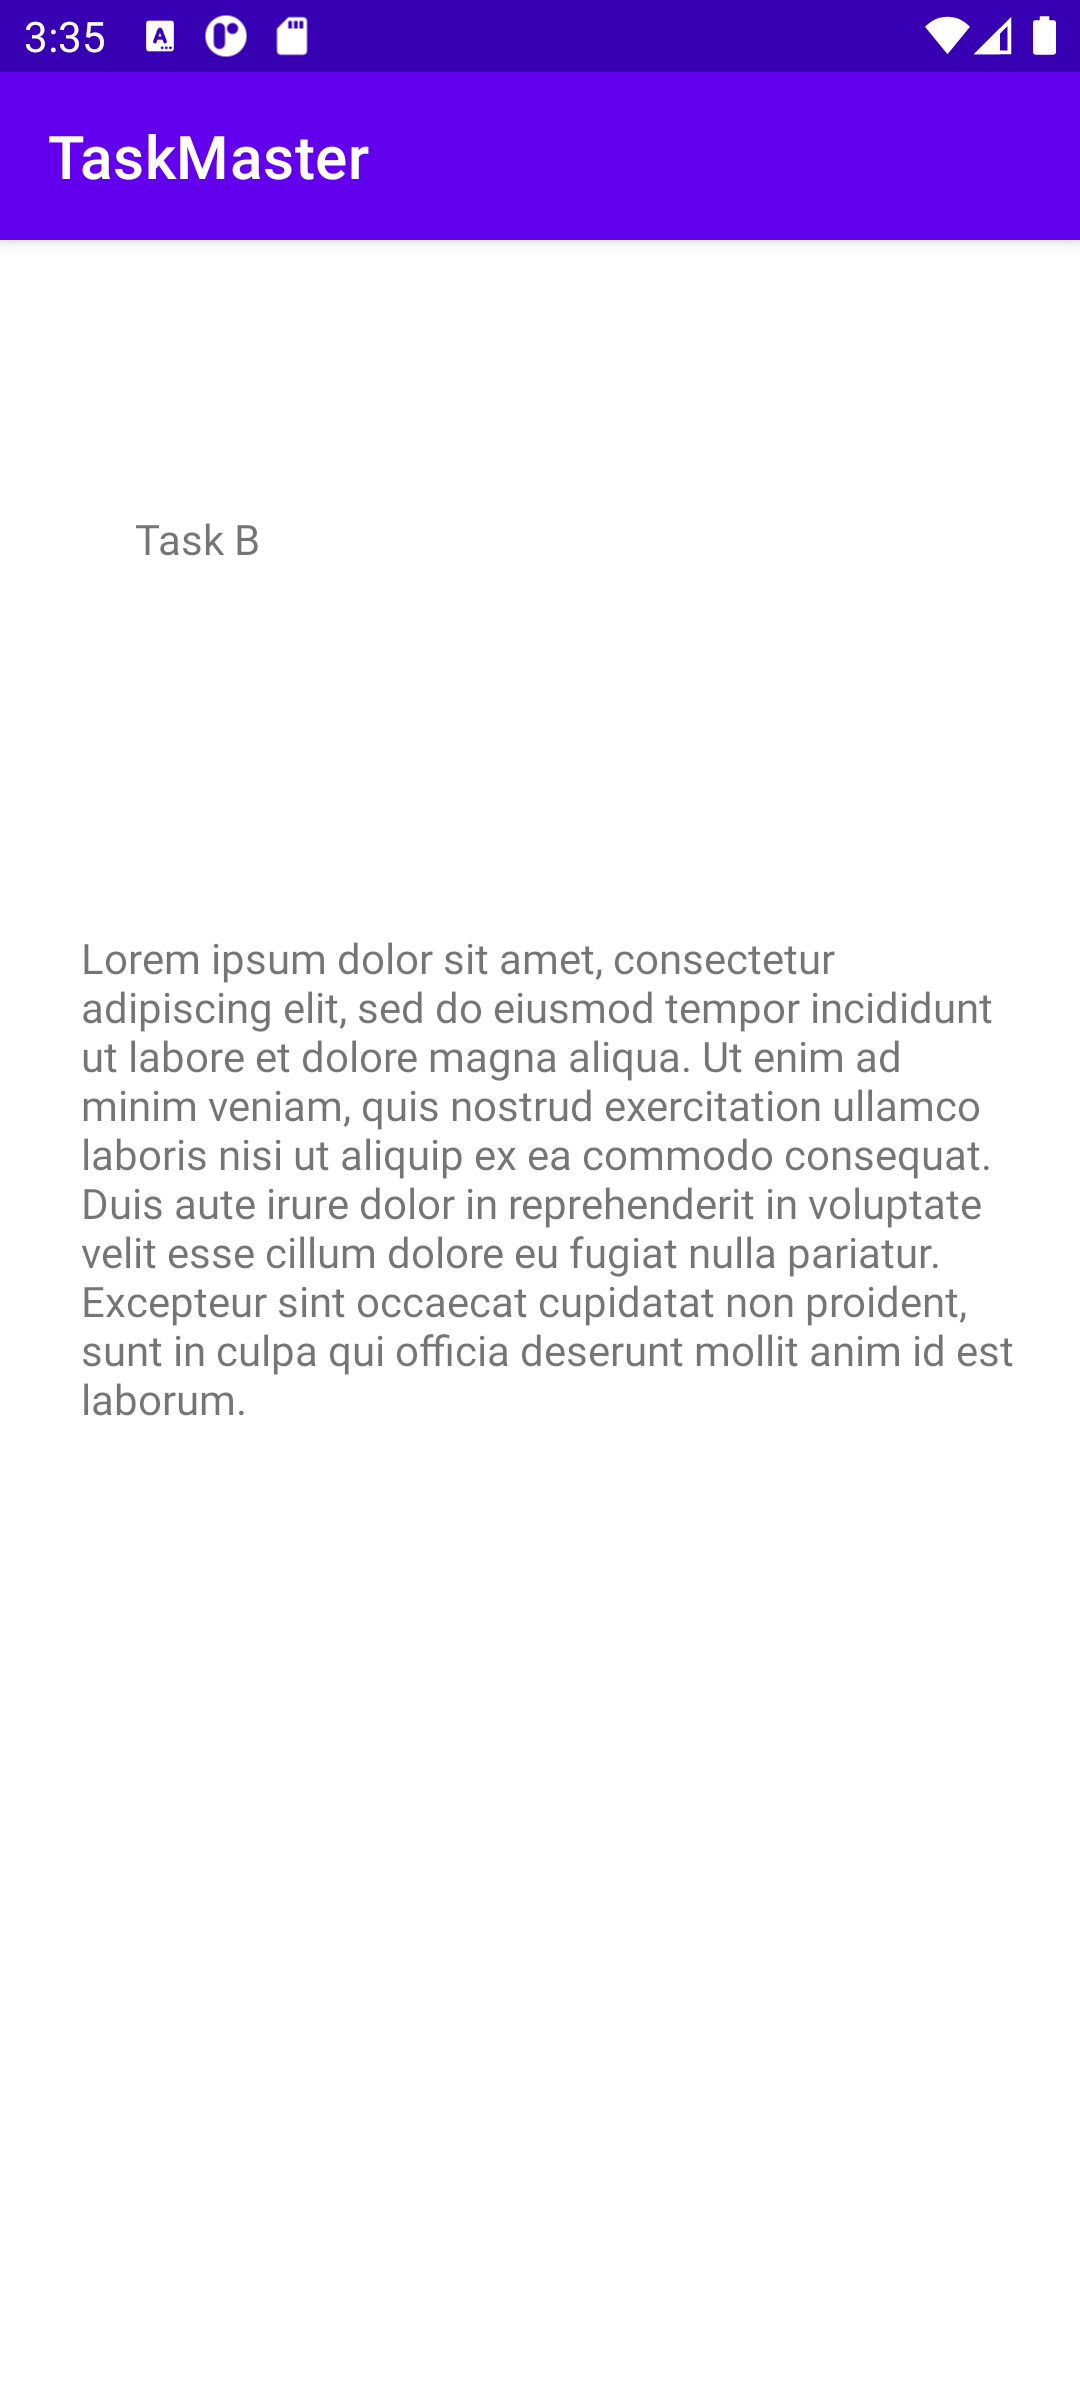 3:35
TaskMaster
Task B
Lorem ipsum dolor sit amet, consectetur
adipiscing elit, sed do eiusmod tempor incididunt
ut labore et dolore magna aliqua. Ut enim ad
minim veniam, quis nostrud exercitation ullamco
laboris nisi ut aliquip ex ea commodo consequat.
Duis aute irure dolor in reprehenderit in voluptate
velit esse cillum dolore eu fugiat nulla pariatur.
Excepteur sint occaecat cupidatat non proident,
sunt in culpa qui officia deserunt mollit anim id est
laborum.